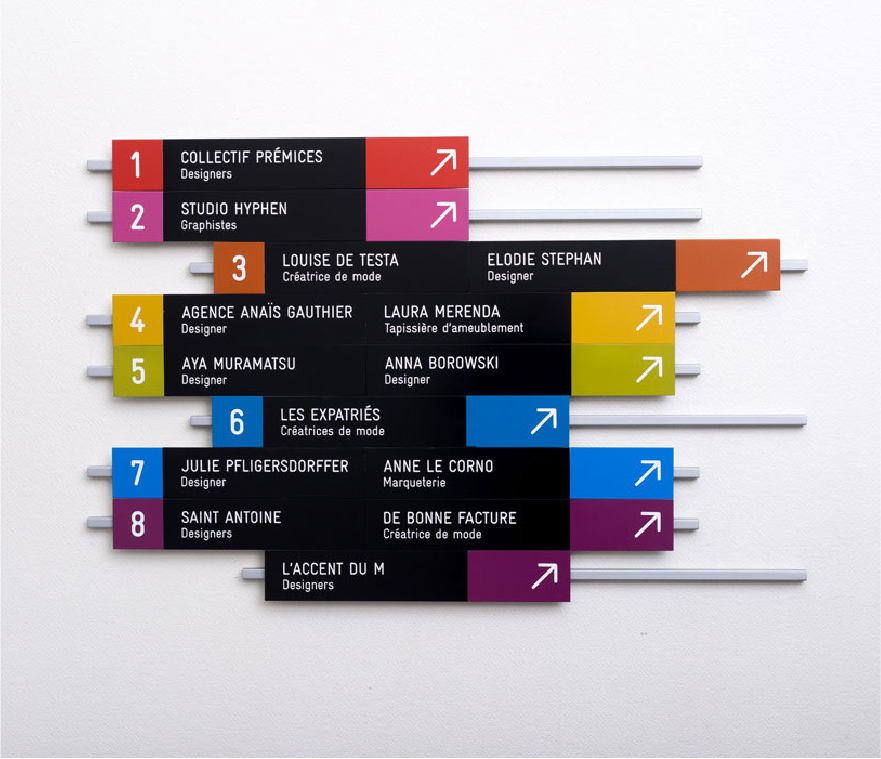 1 COLLECTIF PRÉMICES
Designers
2 STUDIO HYPHEN
Graphistes
3 LOUISE DE TESTA
Créatrice de mode
ELODIE STEPHAN
Designer
4 AGENCE ANAÏS GAUTHIER
Designer
LAURA MERENDA
Tapissière d'ameublement
5 AYA MURAMATSU
Designer
ANNA BOROWSKI
Designer
6 LES EXPATRIÉS
Créatrices de mode
7 JULIE PFLIGERSDORFFER
Designer
ANNE LE CORNO
Marqueterie
8 SAINT ANTOINE
Designers
DE BONNE FACTURE
Créatrice de mode
L'ACCENT DU M
Designers